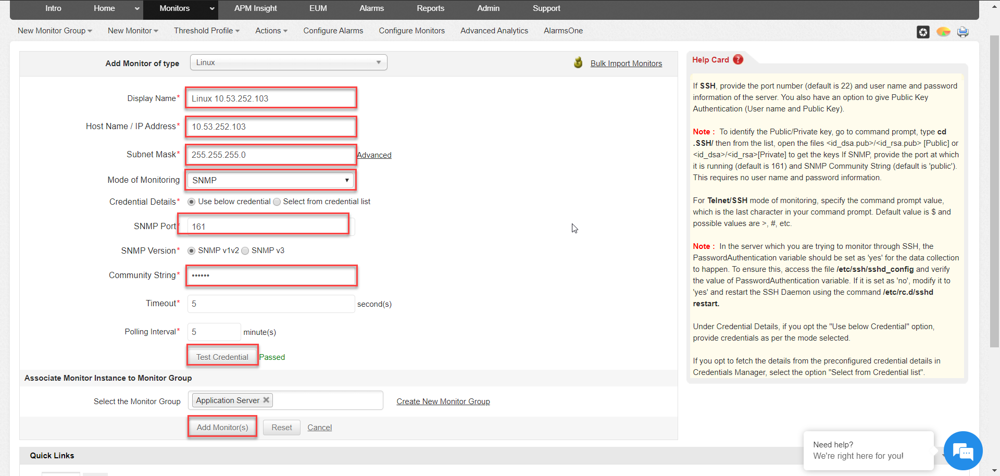 Intro Home Monitors APM Insight EUM Alarms Reports Admin Support
New Monitor Group New Monitor Threshold Profile Actions Configure Alarms Configure Monitors Advanced Analytics AlarmsOne
Add Monitor of type Linux Bulk Import Monitors
Display Name* Linux 10.53.252.103
Host Name / IP Address* 10.53.252.103
Subnet Mask* 255.255.255.0 Advanced
Mode of Monitoring SNMP
Credential Details* Use below credential Select from credential list
SNMP Port* 161
SNMP Version* SNMP v1v2 SNMP v3
Community String* ••••••
Timeout* 5 second(s)
Polling Interval* 5 minute(s)
Test Credential Passed
Associate Monitor Instance to Monitor Group
Select the Monitor Group Application Server Create New Monitor Group
Add Monitor(s) Reset Cancel
Quick Links
Help Card ?
If SSH, provide the port number (default is 22) and user name and password
information of the server. You also have an option to give Public Key
Authentication (User name and Public Key).
Note : To identify the Public/Private key, go to command prompt, type cd
.SSH/ then from the list, open the files <id_dsa.pub>/<id_rsa.pub> [Public] or
<id_dsa>/<id_rsa>[Private] to get the keys If SNMP, provide the port at which
it is running (default is 161) and SNMP Community String (default is 'public').
This requires no user name and password information.
For Telnet/SSH mode of monitoring, specify the command prompt value,
which is the last character in your command prompt. Default value is $ and
possible values are >, #, etc.
Note : In the server which you are trying to monitor through SSH, the
PasswordAuthentication variable should be set as 'yes' for the data collection
to happen. To ensure this, access the file /etc/ssh/sshd_config and verify
the value of PasswordAuthentication variable. If it is set as 'no', modify it to
'yes' and restart the SSH Daemon using the command /etc/rc.d/sshd
restart.
Under Credential Details, if you opt the "Use below Credential" option,
provide credentials as per the mode selected.
If you opt to fetch the details from the preconfigured credential details in
Credentials Manager, select the option "Select from Credential list".
Need help?
We're right here for you!